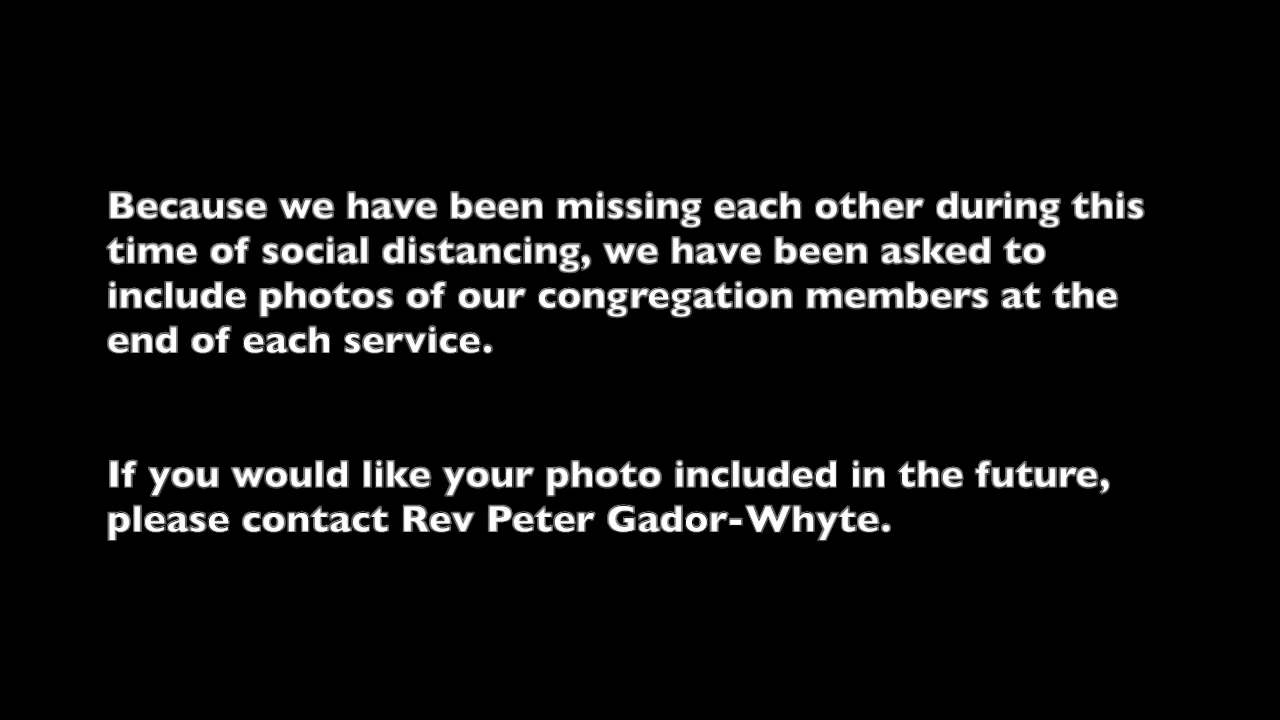 Because we have been missing each other during this
time of social distancing, we have been asked to
include photos of our congregation members at the
end of each service.
If you would like your photo included in the future,
please contact Rev Peter Gador-Whyte.